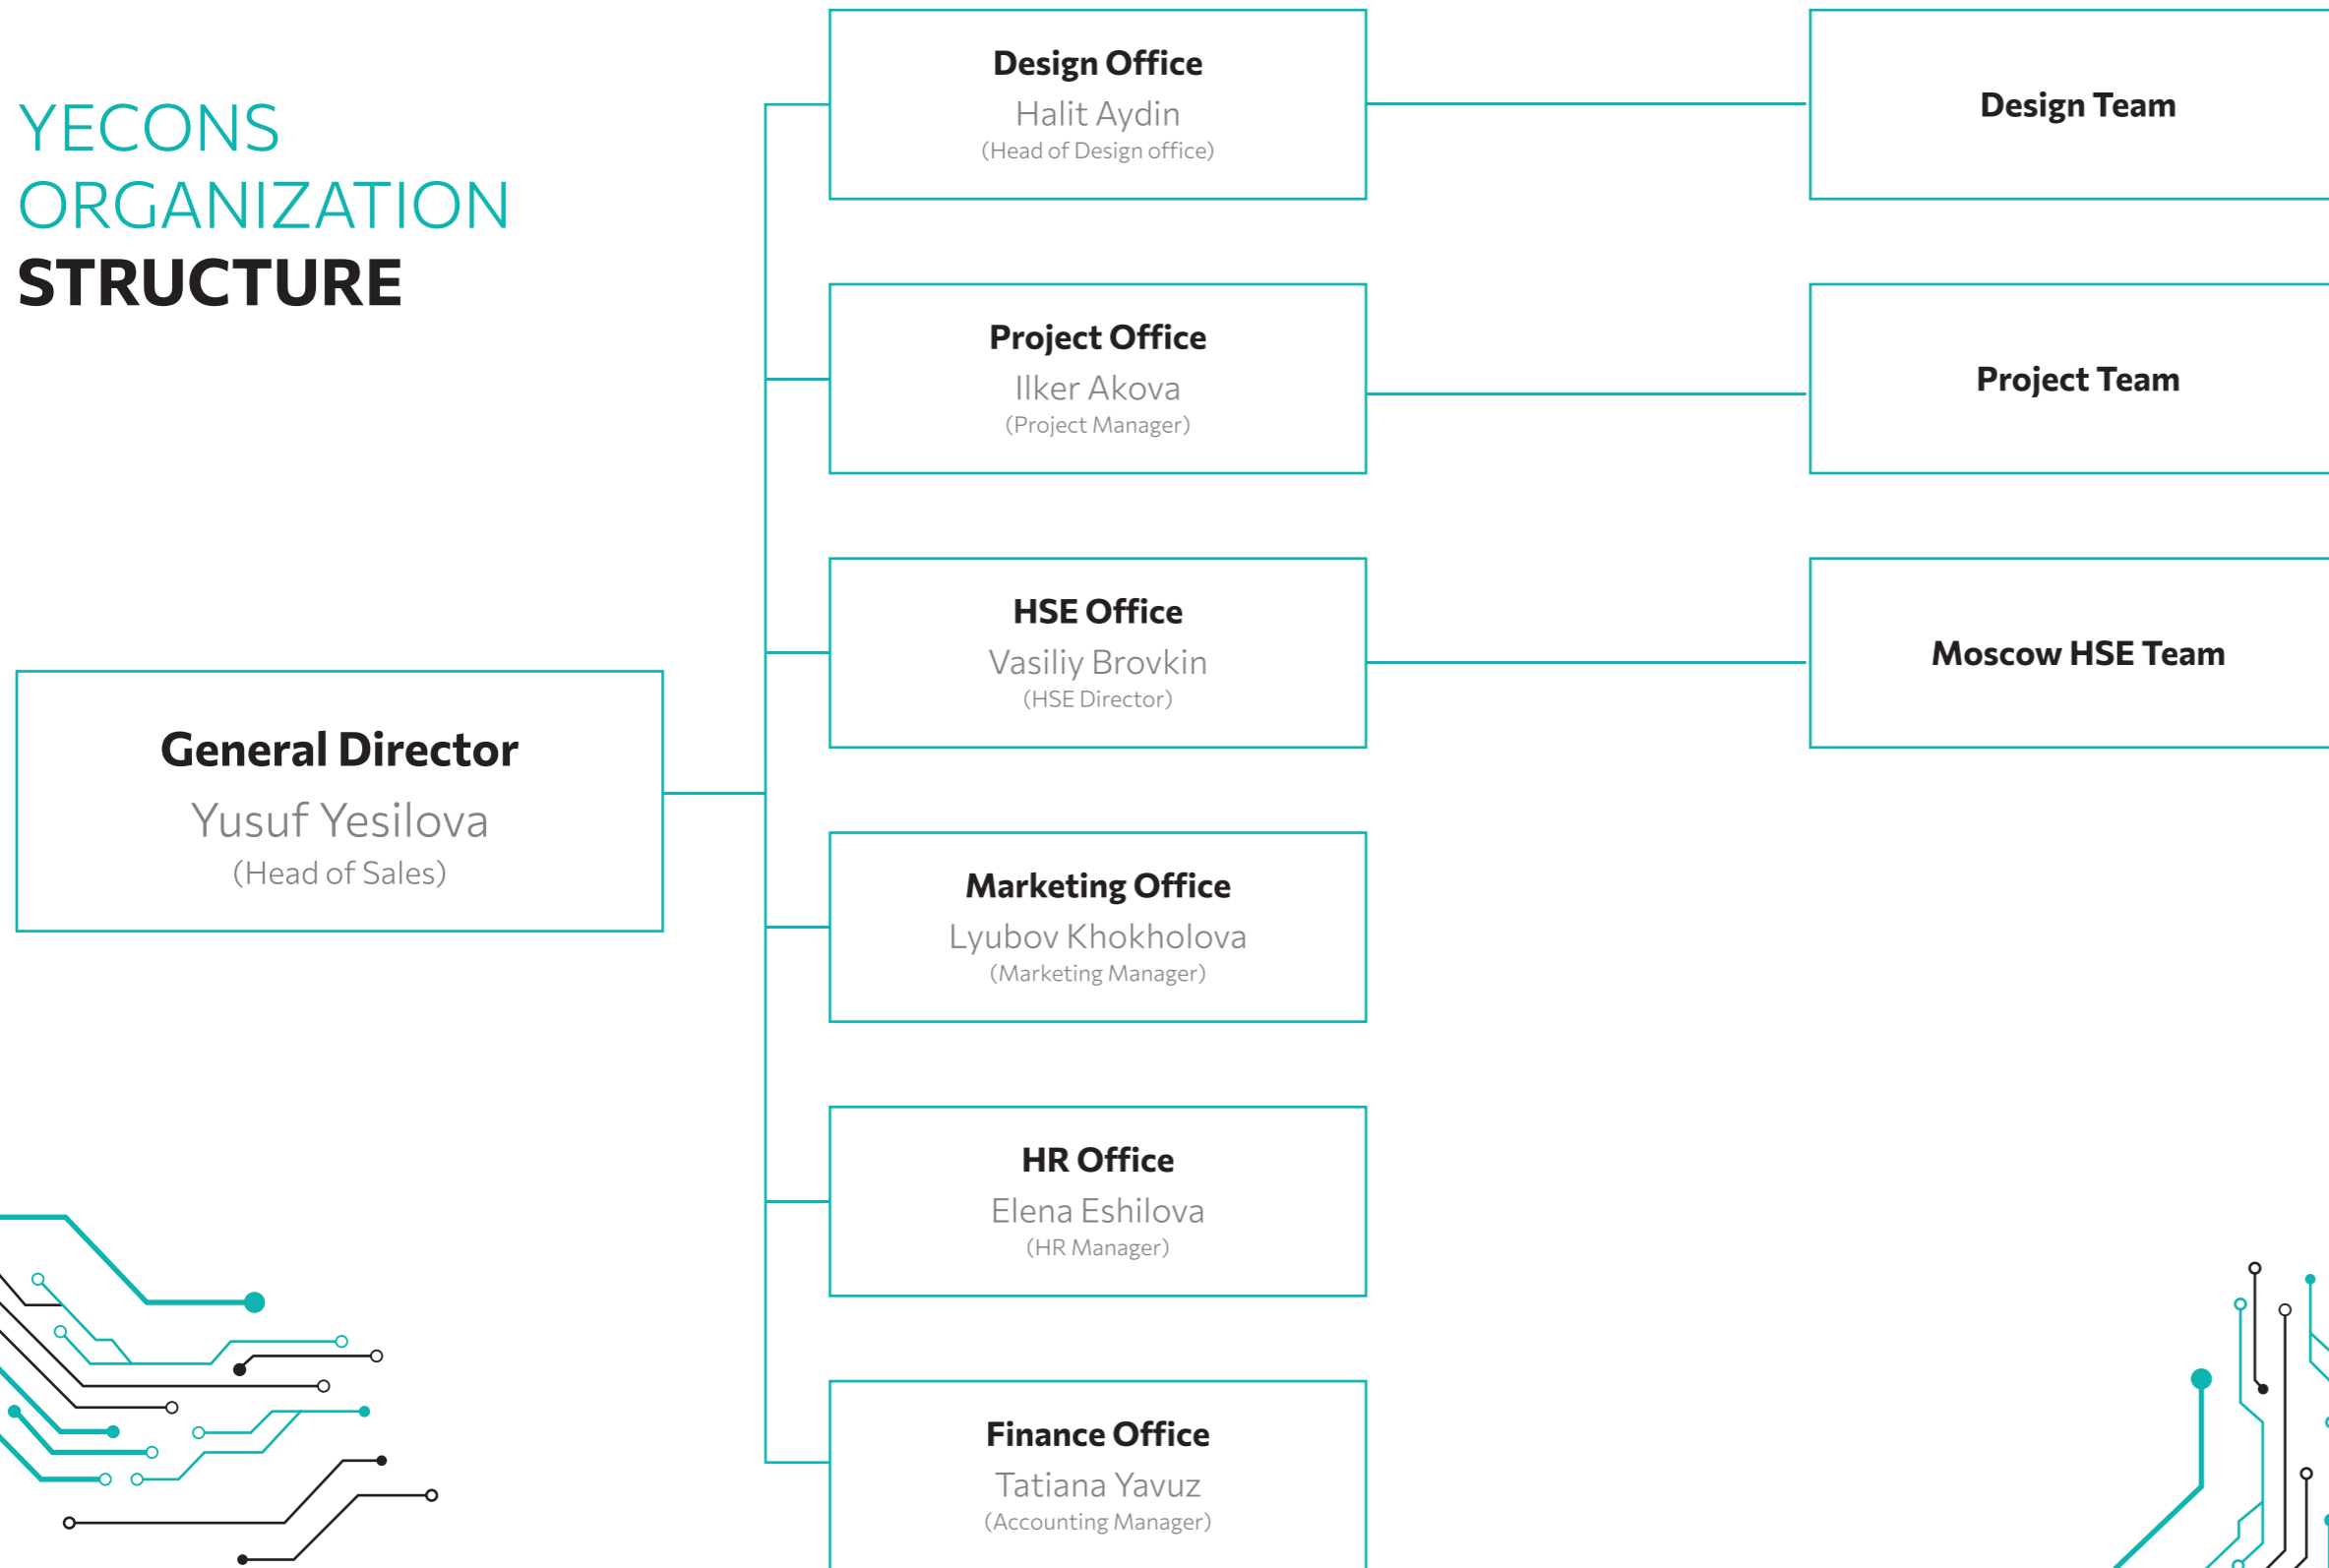 YECONS
ORGANIZATION
STRUCTURE
General Director
Yusuf Yesilova
(Head of Sales)
Design Office
Halit Aydin
(Head of Design office)
Design Team
Project Office
Ilker Akova
(Project Manager)
Project Team
HSE Office
Vasiliy Brovkin
(HSE Director)
Moscow HSE Team
Marketing Office
Lyubov Khokholova
(Marketing Manager)
HR Office
Elena Eshilova
(HR Manager)
Finance Office
Tatiana Yavuz
(Accounting Manager)